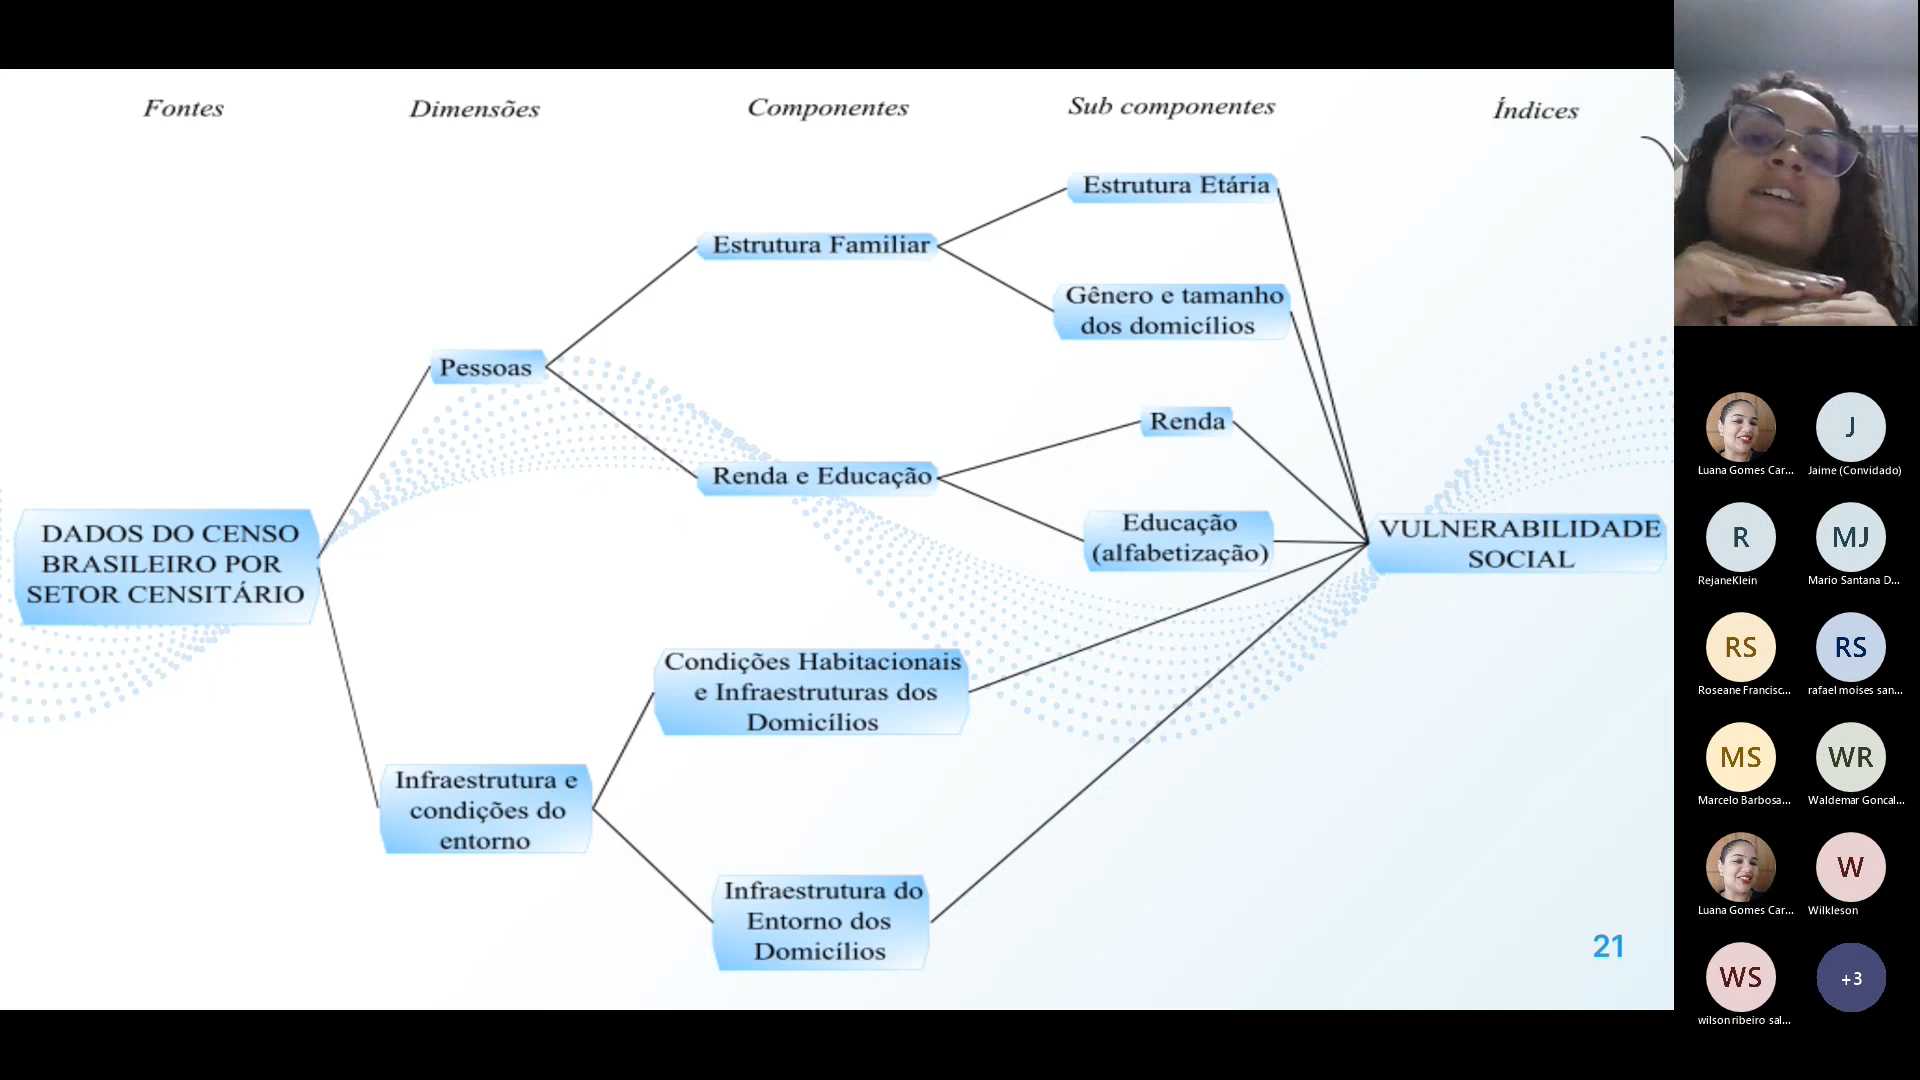 Fontes
Dimensões
Componentes
Sub componentes
Índices
Estrutura Etária
Estrutura Familiar
Gênero e tamanho
dos domicílios
Pessoas
Renda
Renda e Educação
Educação
(alfabetização)
DADOS DO CENSO
BRASILEIRO POR
SETOR CENSITÁRIO
VULNERABILIDADE
SOCIAL
Condições Habitacionais
e Infraestruturas dos
Domicílios
Infraestrutura e
condições do
entorno
Infraestrutura do
Entorno dos
Domicílios
21
Luana Gomes Car...
J
Jaime (Convidado)
R
RejaneKlein
MJ
Mario Santana D...
RS
Roseane Francisc...
RS
rafael moises san...
MS
Marcelo Barbosa...
WR
Waldemar Goncal...
Luana Gomes Car...
W
Wilkleson
WS
wilson ribeiro sal...
+3